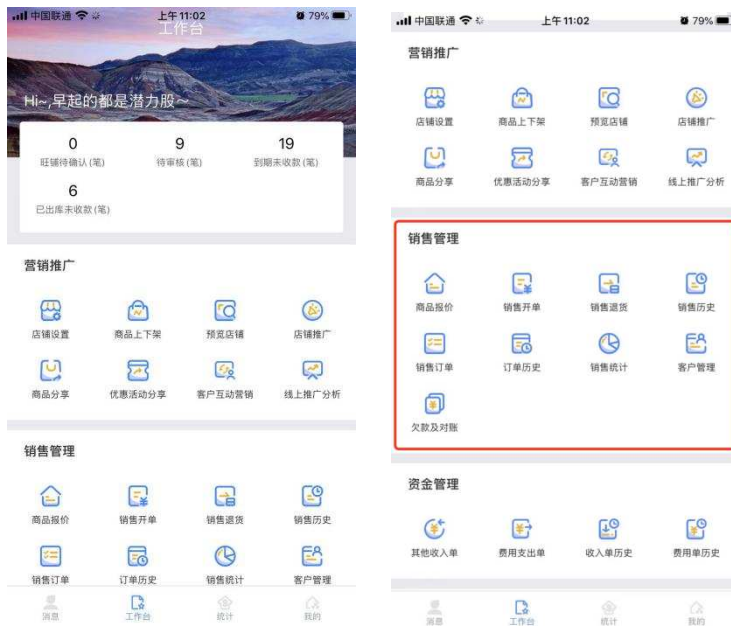 中国联通
上午11:02
79%
工作台
Hi~,早起的都是潜力股~
0
9
19
旺铺待确认(笔)
待审核(笔)
到期未收款(笔)
6
已出库未收款(笔)
营销推广
店铺设置
商品上下架
预览店铺
店铺推广
商品分享
优惠活动分享
客户互动营销
线上推广分析
销售管理
商品报价
销售开单
销售退货
销售历史
销售订单
订单历史
销售统计
客户管理
消息
工作台
统计
我的
中国联通
上午11:02
79%
营销推广
店铺设置
商品上下架
预览店铺
店铺推广
商品分享
优惠活动分享
客户互动营销
线上推广分析
销售管理
商品报价
销售开单
销售退货
销售历史
销售订单
订单历史
销售统计
客户管理
欠款及对账
资金管理
其他收入单
费用支出单
收入单历史
费用单历史
消息
工作台
统计
我的